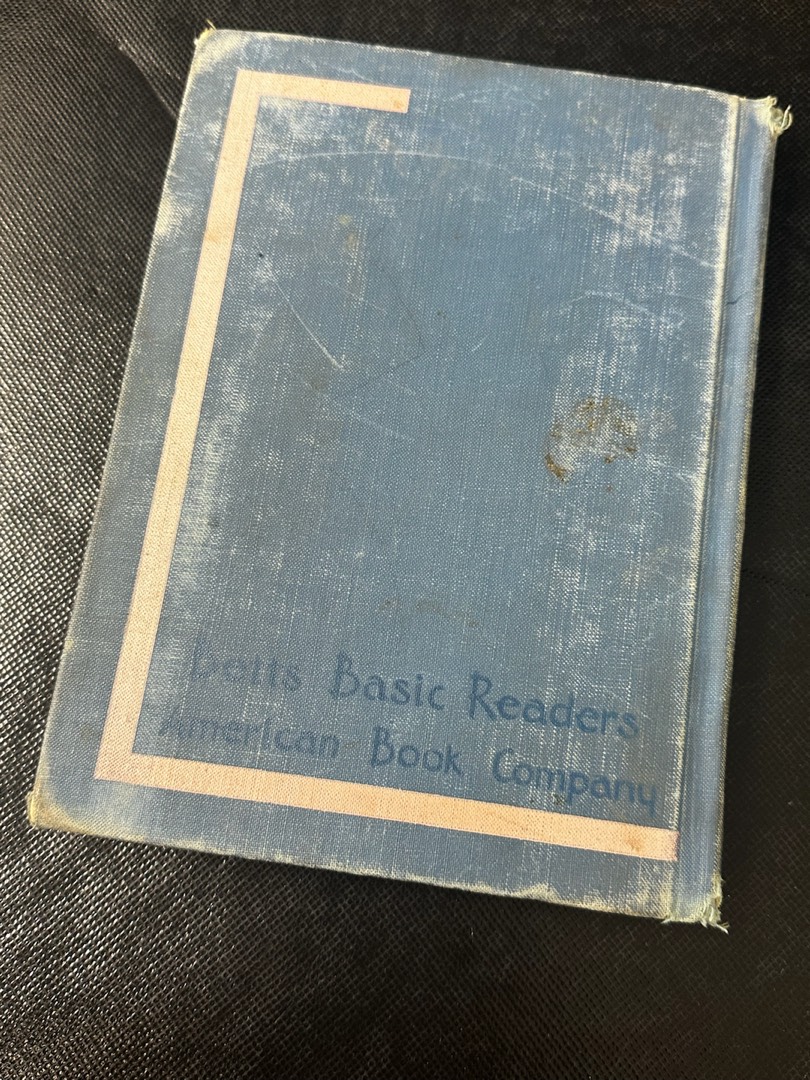 Betts Basic Readers
American Book Company